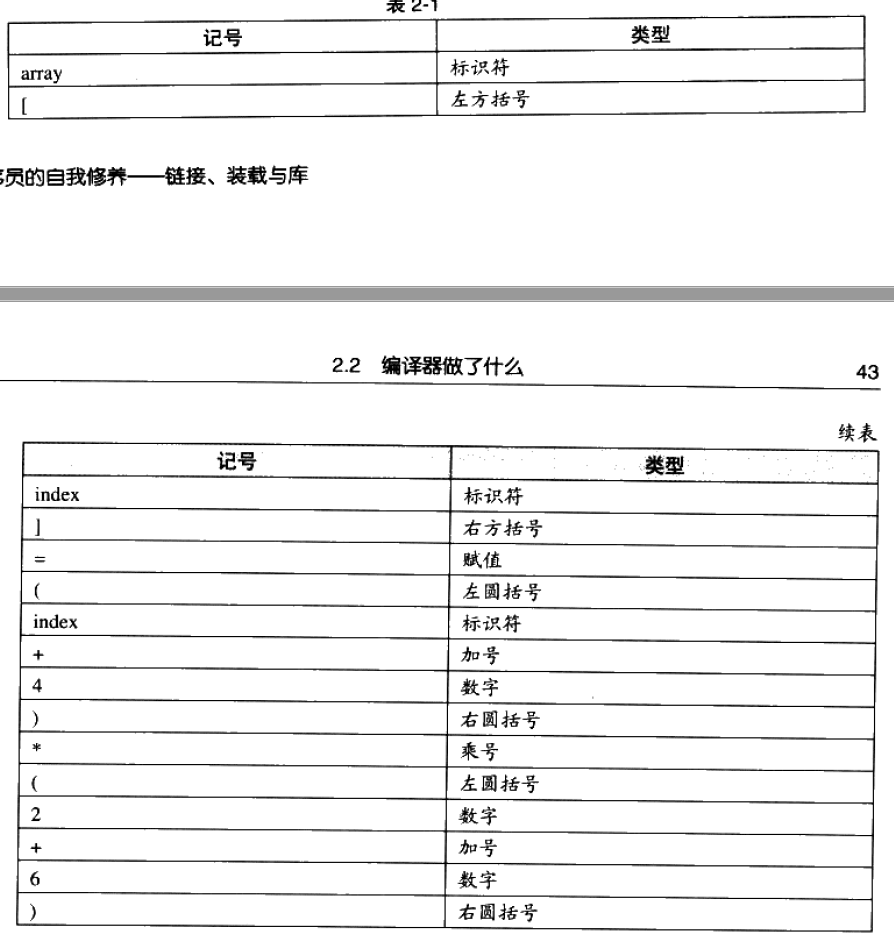 表 2-1
记号 类型
array 标识符
[ 左方括号
序员的自我修养——链接、装载与库
2.2 编译器做了什么 43
续表
记号 类型
index 标识符
] 右方括号
= 赋值
( 左圆括号
index 标识符
+ 加号
4 数字
) 右圆括号
* 乘号
( 左圆括号
2 数字
+ 加号
6 数字
) 右圆括号